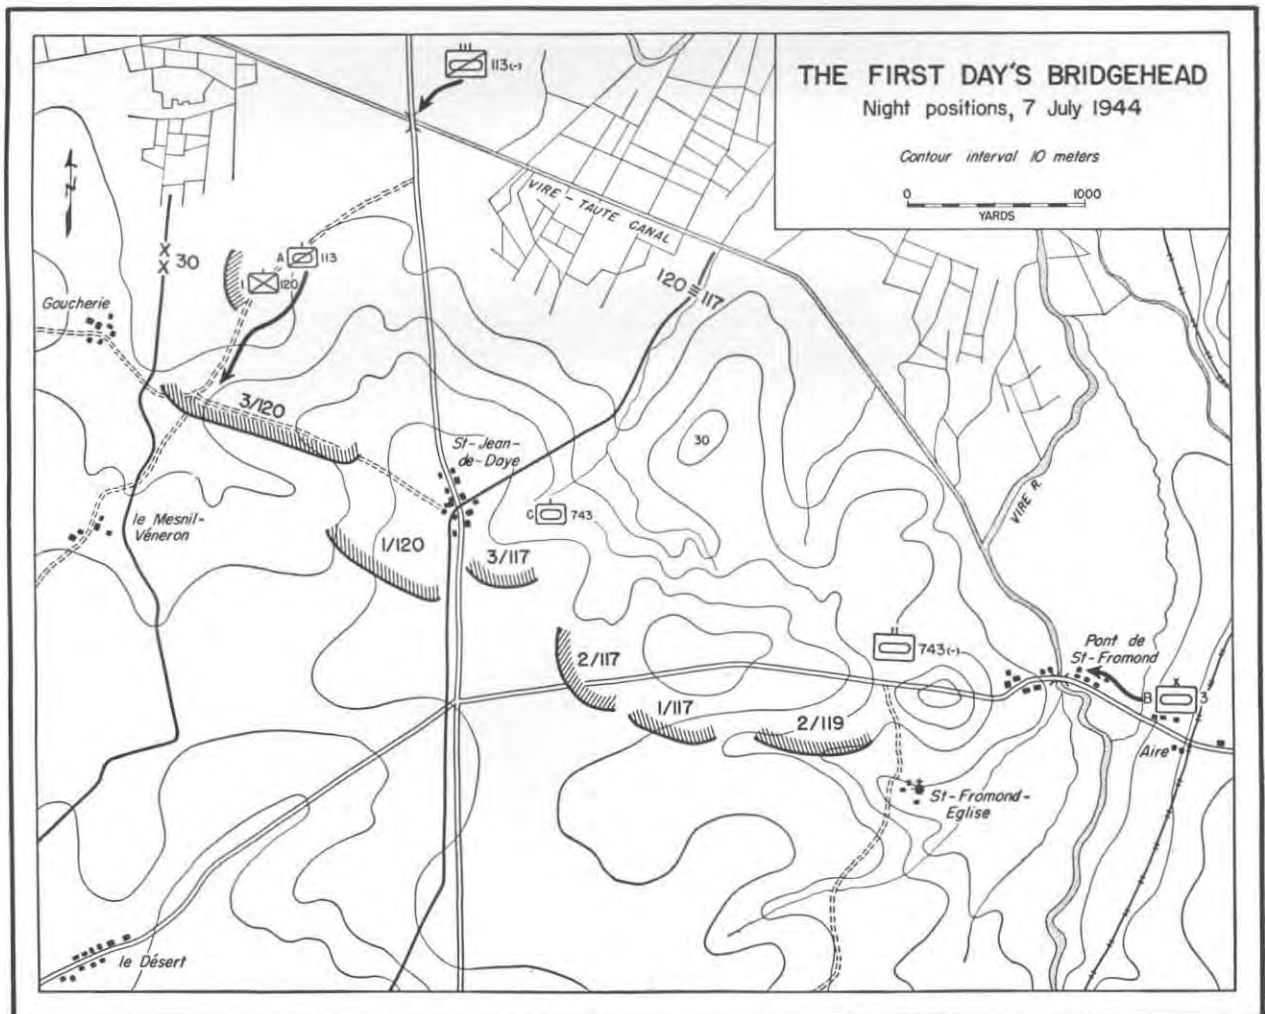 THE FIRST DAY'S BRIDGEHEAD
Night positions, 7 July 1944
Contour interval 10 meters
0 1000
YARDS
III
113(-)
N
VIRE - TAUTE CANAL
X
X
30
A 113
1 120
120 117
Goucherie
3/120
St-Jean-
de-Daye
30
C 743
le Mesnil-
Véneron
1/120
3/117
VIRE R.
2/117
II
743(-)
Pont de
St-Fromond
X
B 3
1/117
2/119
Aire
St-Fromond-
Eglise
le Désert